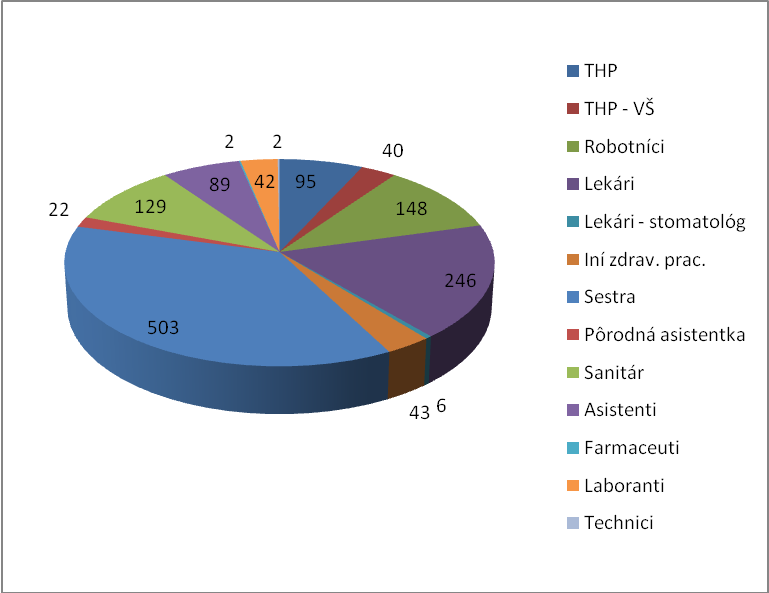 2
2
40
95
42
89
129
148
22
246
503
43
6
THP
THP - VŠ
Robotníci
Lekári
Lekári - stomatológ
Iní zdrav. prac.
Sestra
Pôrodná asistentka
Sanitár
Asistenti
Farmaceuti
Laboranti
Technici